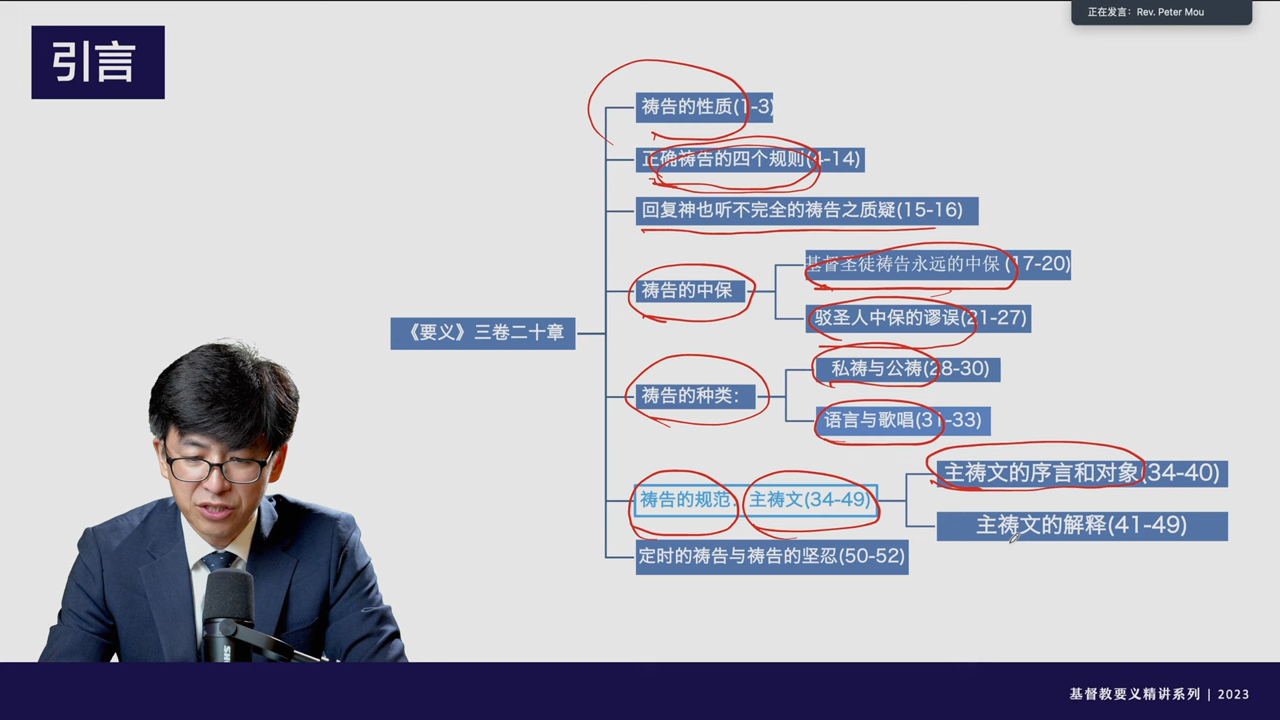 正在发言: Rev. Peter Mou
引言
祷告的性质(1-3)
正确祷告的四个规则(4-14)
回复神也听不完全的祷告之质疑(15-16)
基督圣徒祷告永远的中保 (17-20)
祷告的中保
驳圣人中保的谬误(21-27)
《要义》三卷二十章
私祷与公祷(28-30)
祷告的种类:
语言与歌唱(31-33)
主祷文的序言和对象(34-40)
祷告的规范: 主祷文(34-49)
主祷文的解释(41-49)
定时的祷告与祷告的坚忍(50-52)
基督教要义精讲系列 | 2023